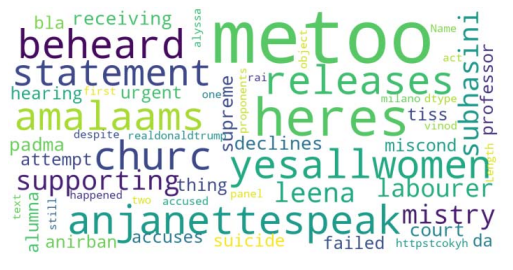 bla receiving metoo Name
alyssa
beheard act
statement releases object
hearing first urgent supreme one rai
amalaams heres subhasini
professor
milano dtype
padma despite realdonaldtrump tiss proponents vinod
attempt churc declines miscond
yesallwomen
supporting thing leena labourer length
happened two accused panel
text alumna still anjanettespeak mistry
accuses court
anirban suicide failed httpstcokyh da